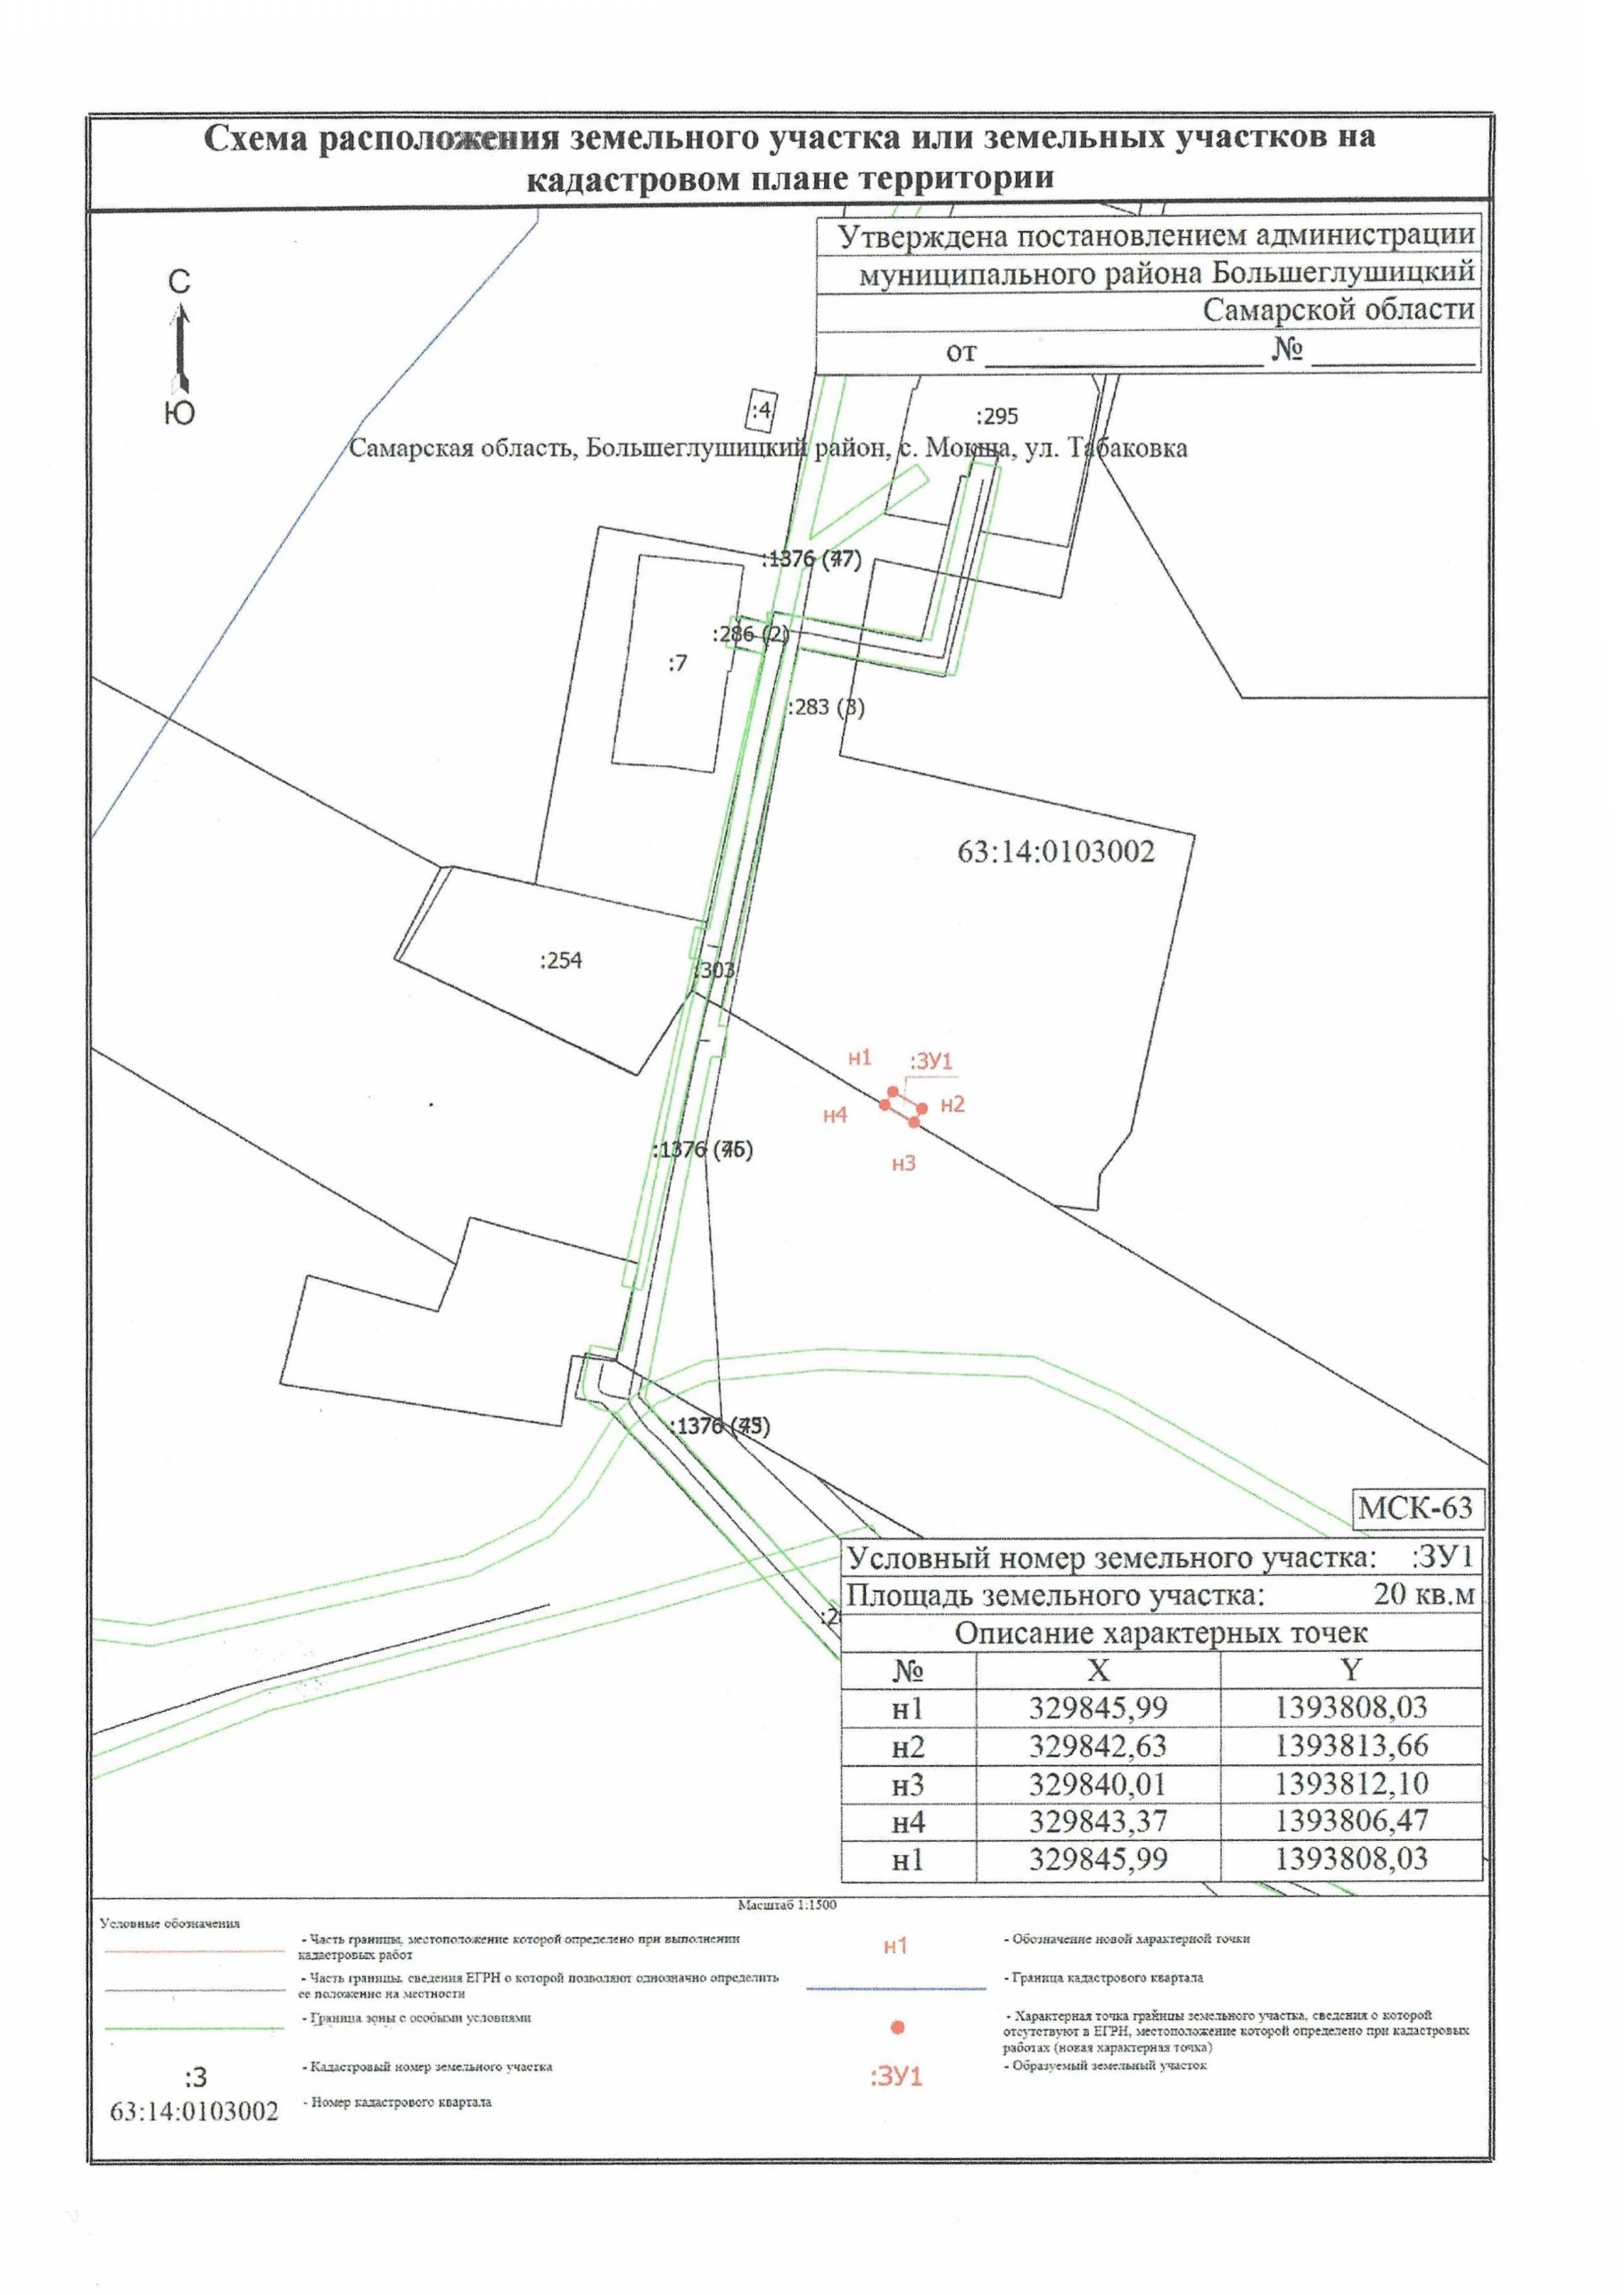 Схема расположения земельного участка или земельных участков на
кадастровом плане территории
Утверждена постановлением администрации
муниципального района Большеглушицкий
Самарской области
от №
С
Ю
:4
:295
Самарская область, Большеглушицкий район, с. Мокша, ул. Табаковка
:1376
:286 (2)
:7
:283 (3)
63:14:0103002
:254
:303
н1 :ЗУ1
н4 н2
н3
:1376
:1376
МСК-63
Условный номер земельного участка: :ЗУ1
Площадь земельного участка: 20 кв.м
Описание характерных точек
№ X Y
н1 329845,99 1393808,03
н2 329842,63 1393813,66
н3 329840,01 1393812,10
н4 329843,37 1393806,47
н1 329845,99 1393808,03
Масштаб 1:1500
Условные обозначения
- Часть границы, местоположение которой определено при выполнении
кадастровых работ
- Часть границы, сведения ЕГРН о которой позволяют однозначно определить
ее положение на местности
- Граница зоны с особыми условиями
:3
- Кадастровый номер земельного участка
63:14:0103002
- Номер кадастрового квартала
н1
- Обозначение новой характерной точки
- Граница кадастрового квартала
- Характерная точка границы земельного участка, сведения о которой
отсутствуют в ЕГРН, местоположение которой определено при кадастровых
работах (новая характерная точка)
:ЗУ1
- Образуемый земельный участок